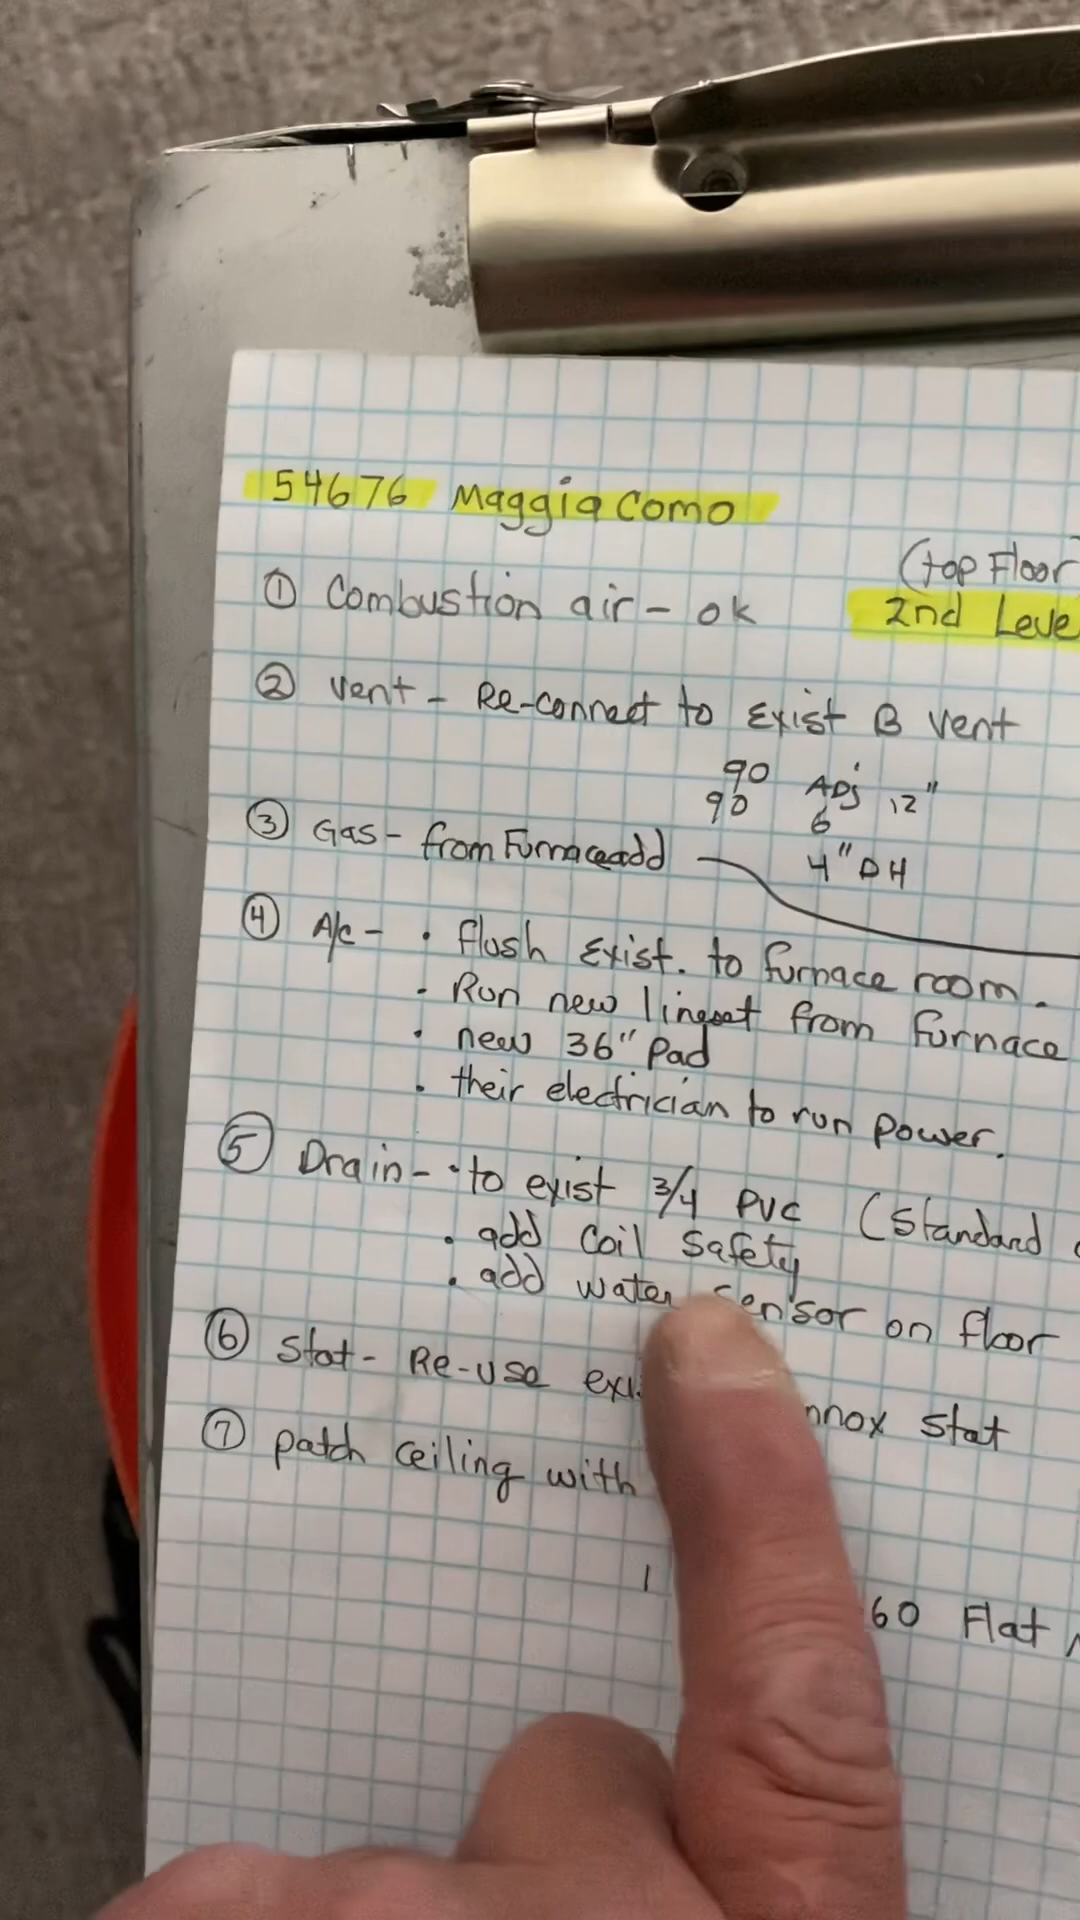 54676 Maggiacomo
(top Floor)
① Combustion air - ok
2nd Leve
② vent - Re-connect to Exist B vent
90 ADJ 12"
90 6
③ Gas - from Furnace add
4" DH
④ A/c - · flush Exist. to furnace room.
· Run new lineset from furnace
· new 36" Pad
· their electrician to run power.
⑤ Drain - · to exist 3/4 PVC (Standard
· add Coil Safety
· add water sensor on floor
⑥ Stat - Re-use nnox Stat
⑦ patch ceiling with
60 Flat